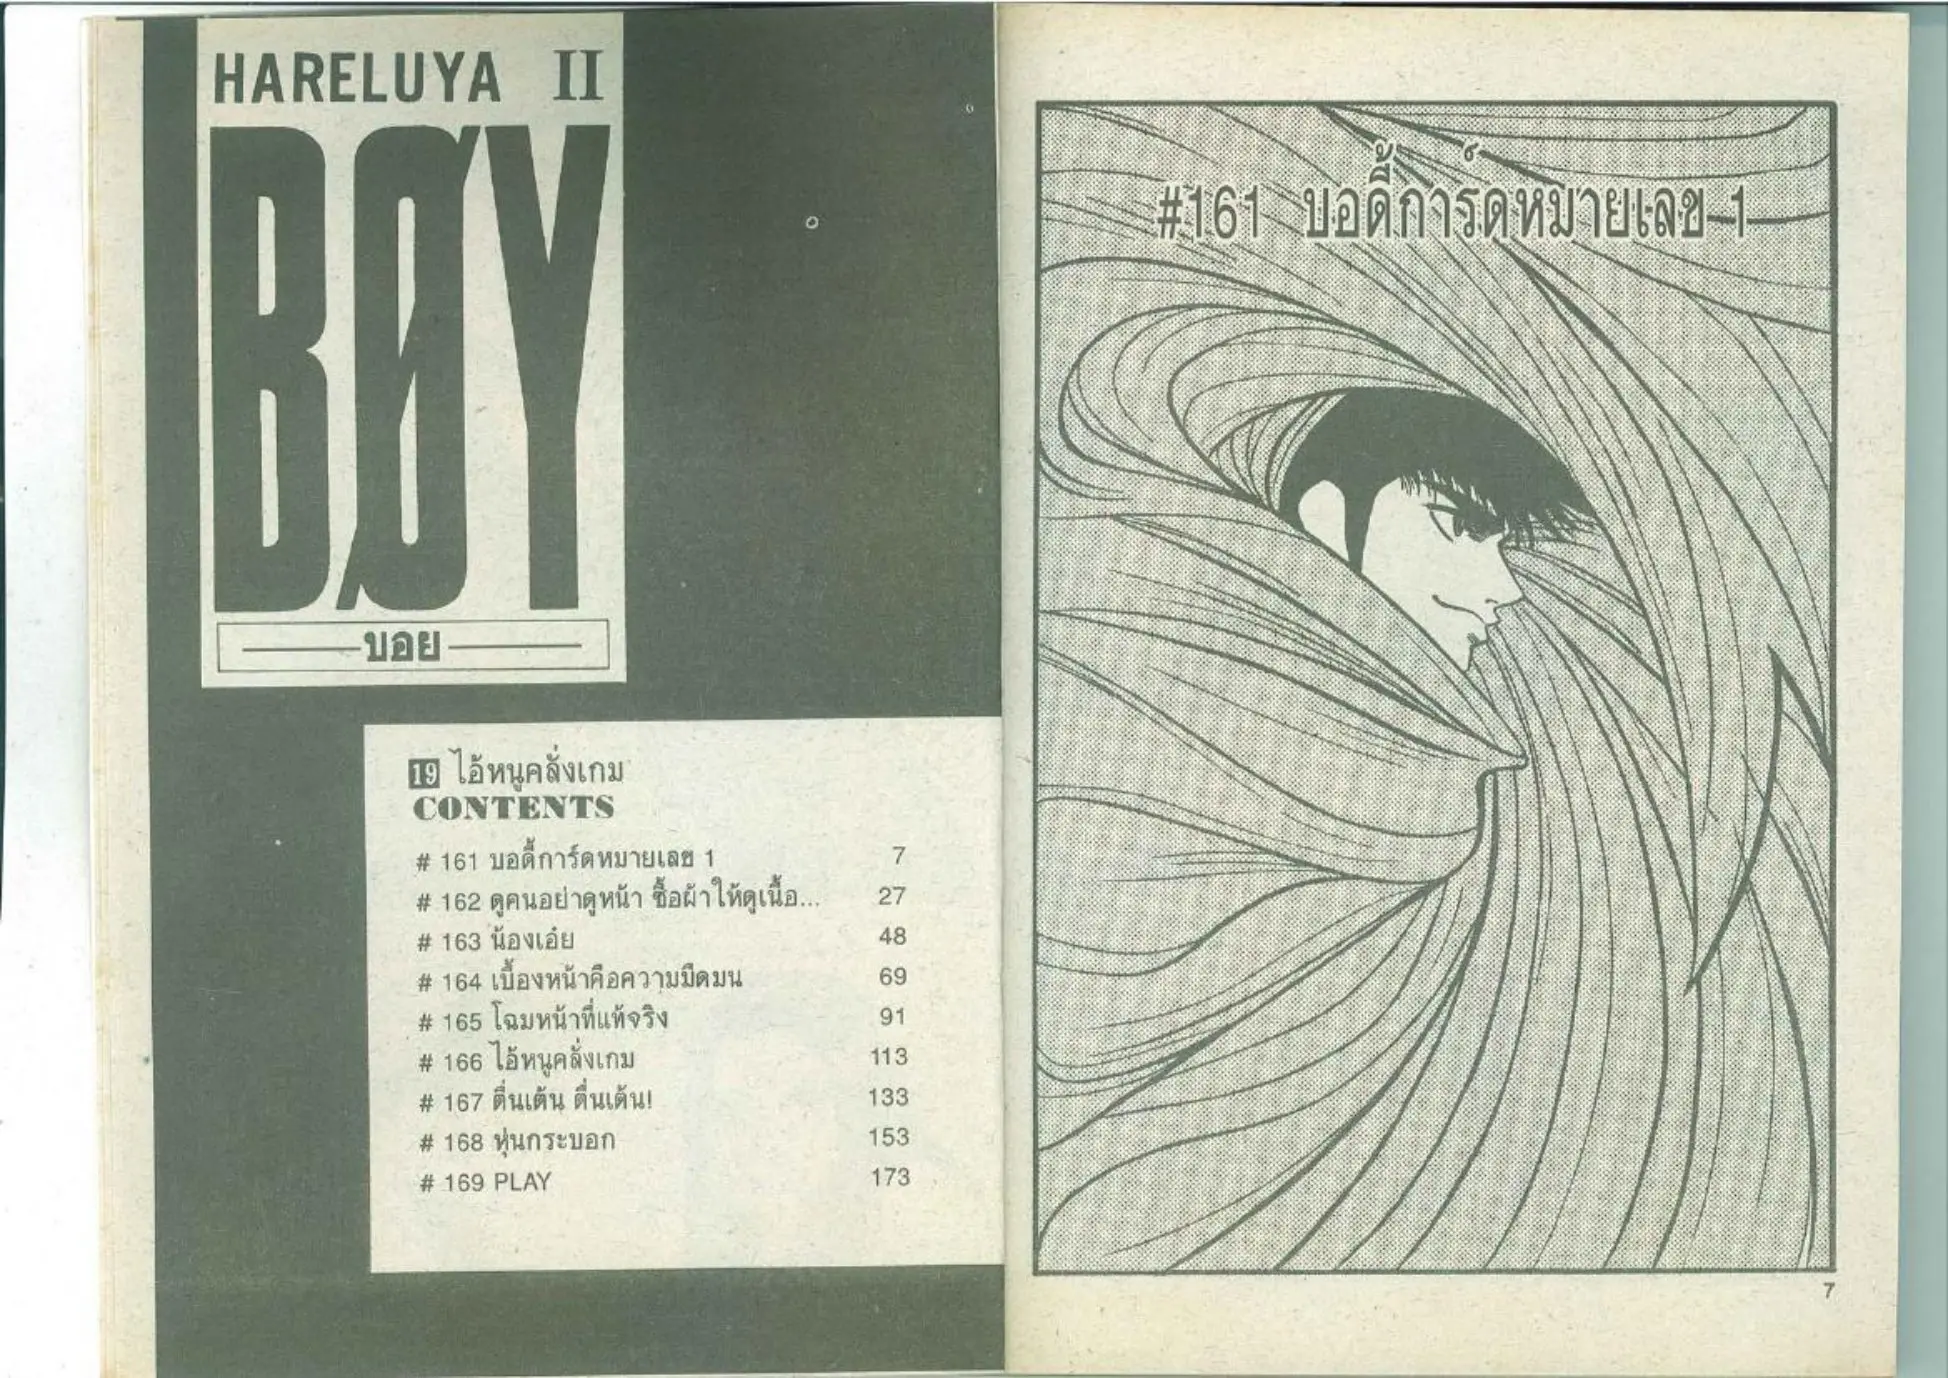 HARELUYA II
BØY
บอย
19 ไอ้หนูคลั่งเกม
CONTENTS
# 161 บอดี้การ์ดหมายเลข 1 7
# 162 ดูคนอย่าดูหน้า ซื้อผ้าให้ดูเนื้อ... 27
# 163 น้องเอ๋ย 48
# 164 เบื้องหน้าคือความมืดมน 69
# 165 โฉมหน้าที่แท้จริง 91
# 166 ไอ้หนูคลั่งเกม 113
# 167 ตื่นเต้น ตื่นเต้น! 133
# 168 หุ่นกระบอก 153
# 169 PLAY 173
#161 บอดี้การ์ดหมายเลข 1
7